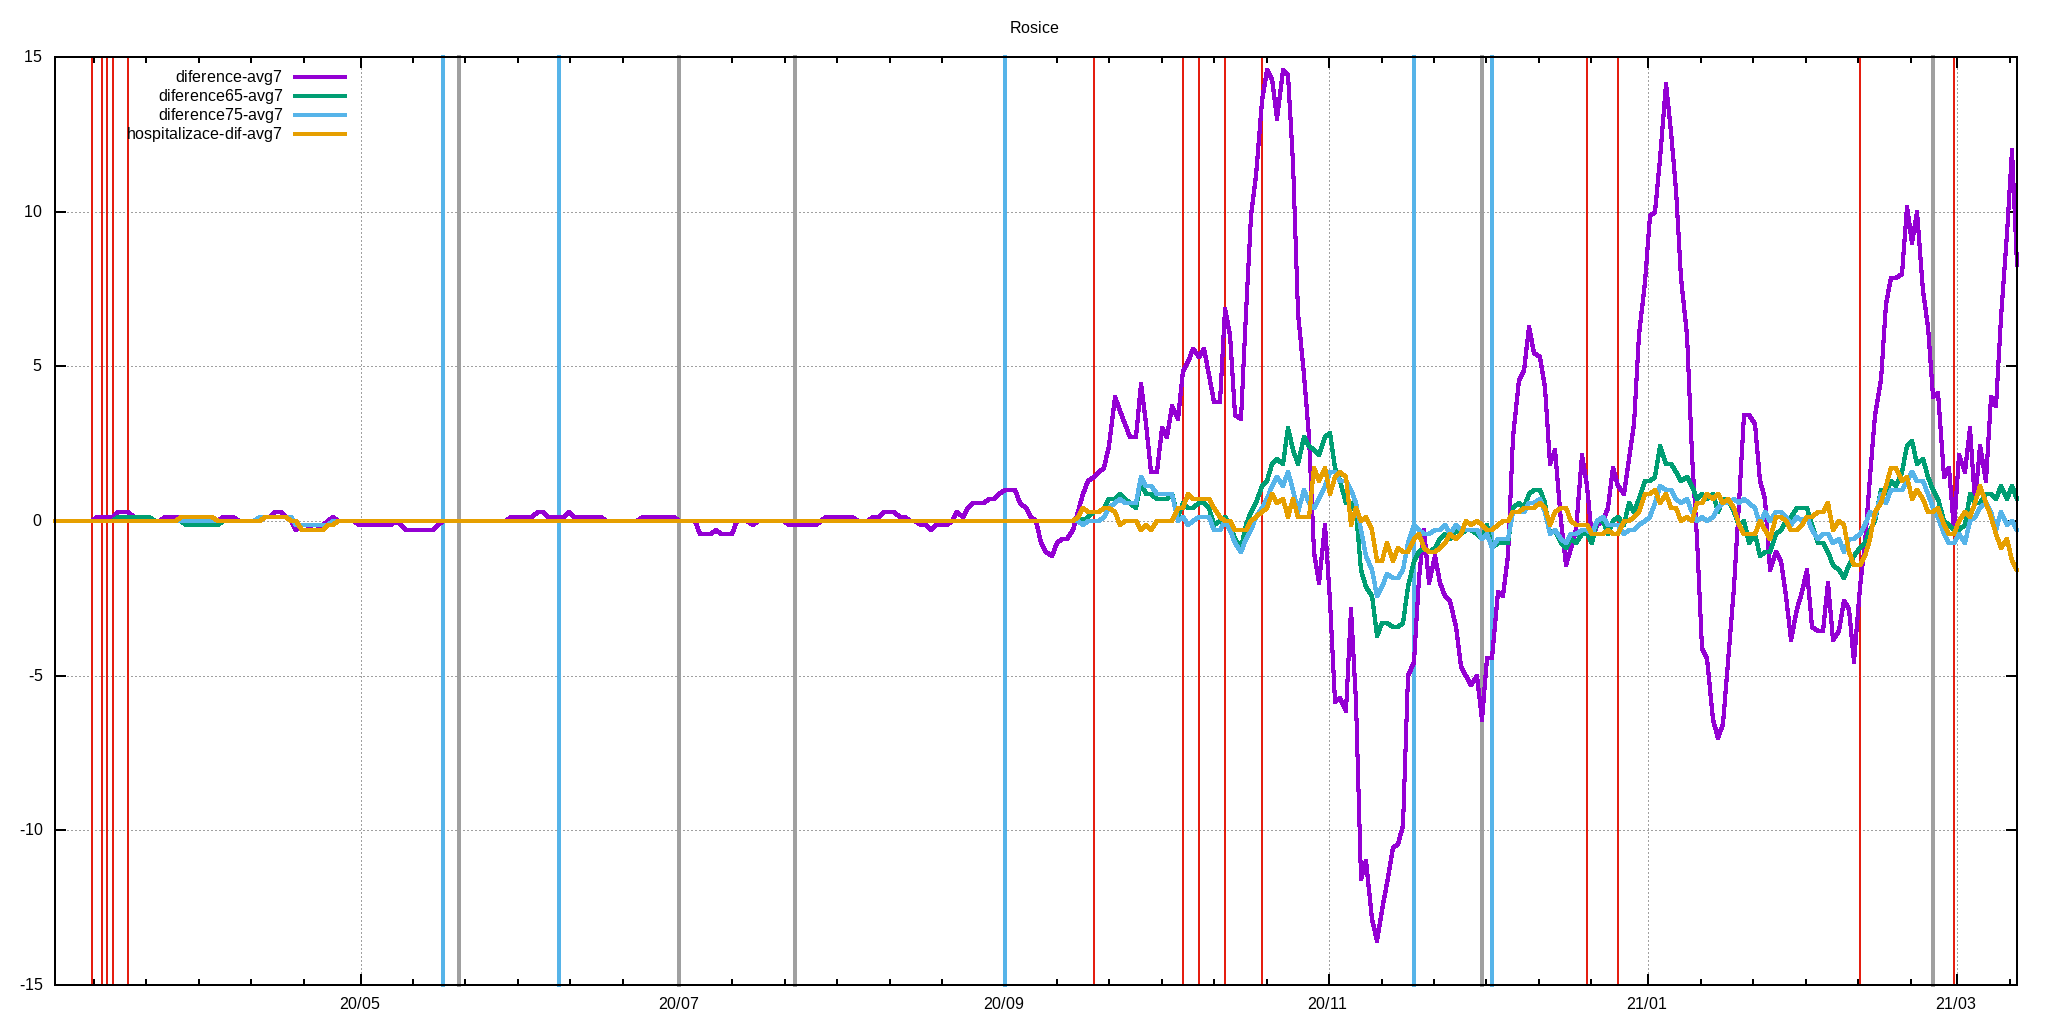 Rosice
diference-avg7
diference65-avg7
diference75-avg7
hospitalizace-dif-avg7
15
10
5
0
-5
-10
-15
20/05 20/07 20/09 20/11 21/01 21/03